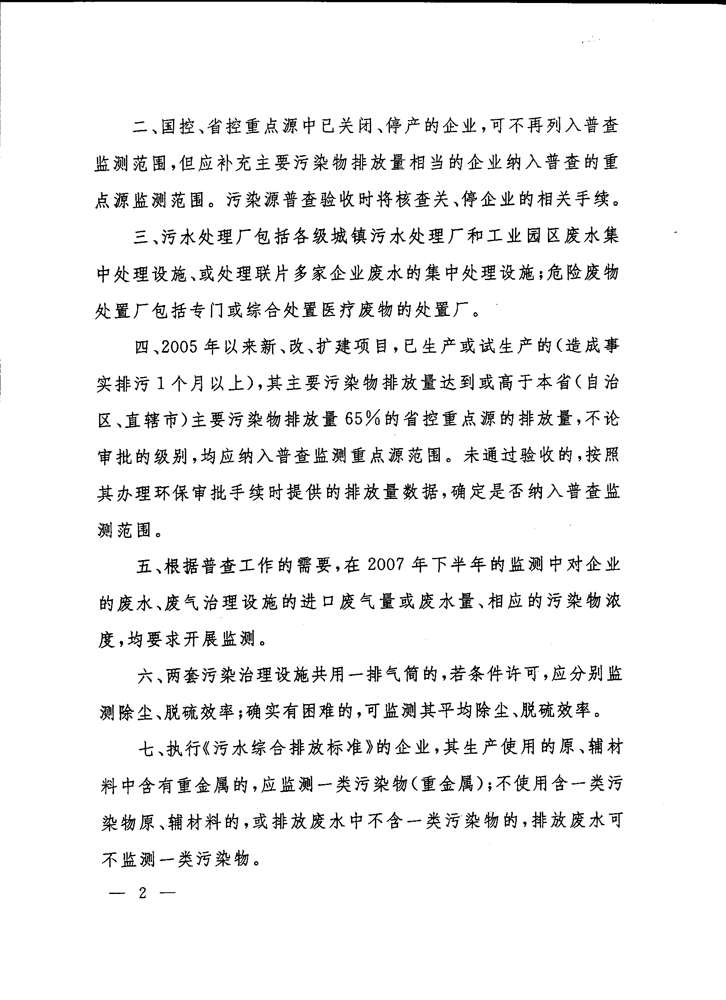 二、国控、省控重点源中已关闭、停产的企业,可不再列入普查
监测范围,但应补充主要污染物排放量相当的企业纳入普查的重
点源监测范围。污染源普查验收时将核查关、停企业的相关手续。
三、污水处理厂包括各级城镇污水处理厂和工业园区废水集
中处理设施、或处理联片多家企业废水的集中处理设施;危险废物
处置厂包括专门或综合处置医疗废物的处置厂。
四、2005年以来新、改、扩建项目,已生产或试生产的(造成事
实排污1个月以上),其主要污染物排放量达到或高于本省(自治
区、直辖市)主要污染物排放量65%的省控重点源的排放量,不论
审批的级别,均应纳入普查监测重点源范围。未通过验收的,按照
其办理环保审批手续时提供的排放量数据,确定是否纳入普查监
测范围。
五、根据普查工作的需要,在2007年下半年的监测中对企业
的废水、废气治理设施的进口废气量或废水量、相应的污染物浓
度,均要求开展监测。
六、两套污染治理设施共用一排气筒的,若条件许可,应分别监
测除尘、脱硫效率;确实有困难的,可监测其平均除尘、脱硫效率。
七、执行《污水综合排放标准》的企业,其生产使用的原、辅材
料中含有重金属的,应监测一类污染物(重金属);不使用含一类污
染物原、辅材料的,或排放废水中不含一类污染物的,排放废水可
不监测一类污染物。
— 2 —